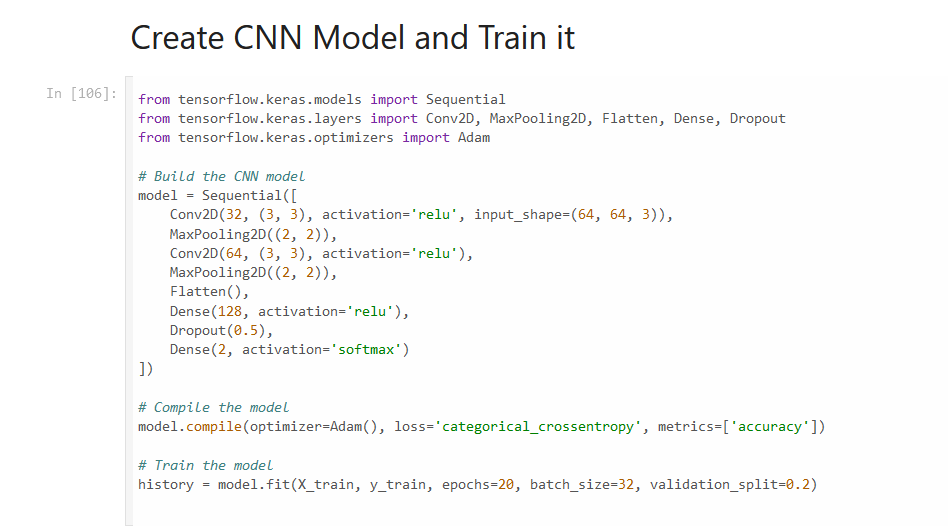 Create CNN Model and Train it
In [106]:
from tensorflow.keras.models import Sequential
from tensorflow.keras.layers import Conv2D, MaxPooling2D, Flatten, Dense, Dropout
from tensorflow.keras.optimizers import Adam
# Build the CNN model
model = Sequential([
    Conv2D(32, (3, 3), activation='relu', input_shape=(64, 64, 3)),
    MaxPooling2D((2, 2)),
    Conv2D(64, (3, 3), activation='relu'),
    MaxPooling2D((2, 2)),
    Flatten(),
    Dense(128, activation='relu'),
    Dropout(0.5),
    Dense(2, activation='softmax')
])
# Compile the model
model.compile(optimizer=Adam(), loss='categorical_crossentropy', metrics=['accuracy'])
# Train the model
history = model.fit(X_train, y_train, epochs=20, batch_size=32, validation_split=0.2)